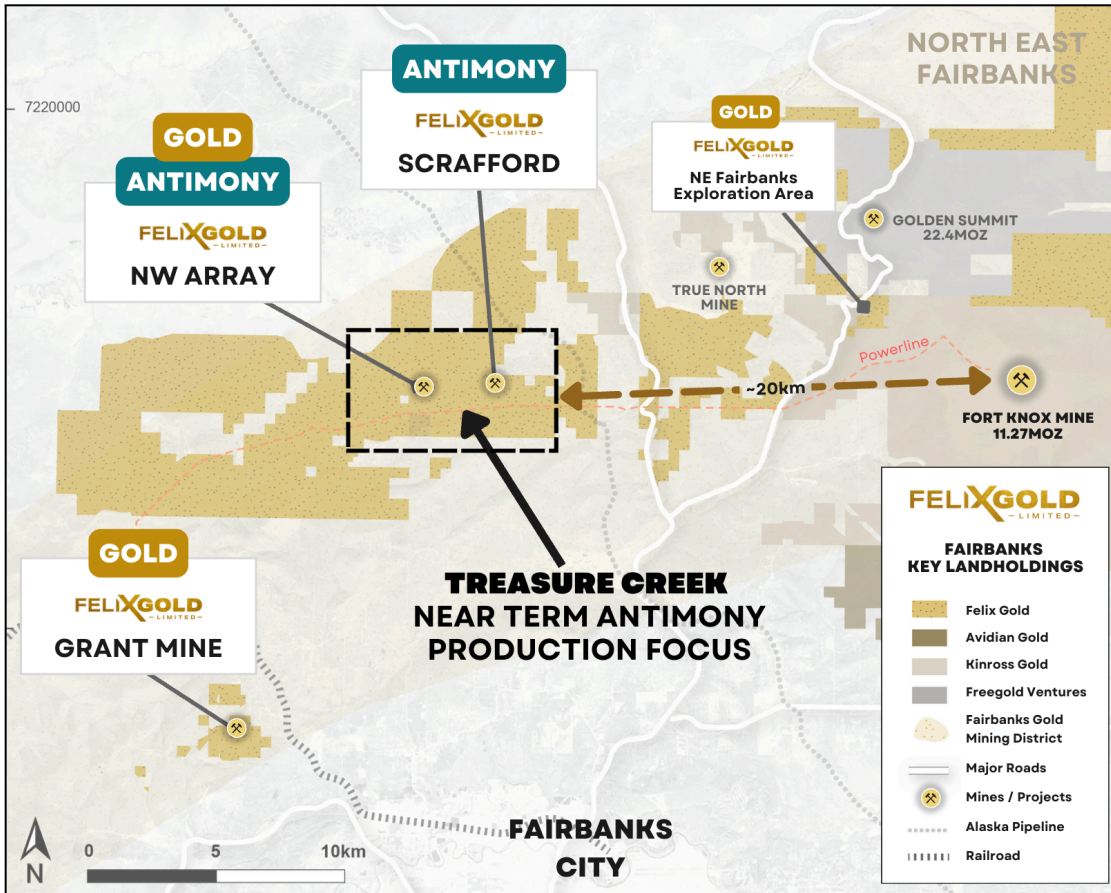 NORTH EAST
FAIRBANKS
7220000
ANTIMONY
FELIXGOLD
LIMITED
SCRAFFORD
GOLD
ANTIMONY
FELIXGOLD
LIMITED
NW ARRAY
GOLD
FELIXGOLD
LIMITED
NE Fairbanks
Exploration Area
GOLDEN SUMMIT
22.4MOZ
TRUE NORTH
MINE
Powerline
~20km
FORT KNOX MINE
11.27MOZ
TREASURE CREEK
NEAR TERM ANTIMONY
PRODUCTION FOCUS
GOLD
FELIXGOLD
LIMITED
GRANT MINE
FAIRBANKS
CITY
N
0 5 10km
FELIXGOLD
LIMITED
FAIRBANKS
KEY LANDHOLDINGS
Felix Gold
Avidian Gold
Kinross Gold
Freegold Ventures
Fairbanks Gold
Mining District
Major Roads
Mines / Projects
Alaska Pipeline
Railroad